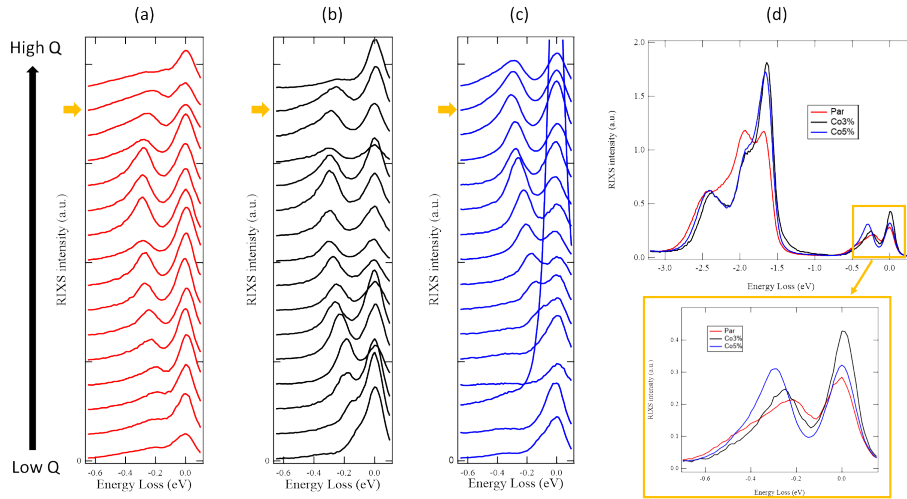 (a)
(b)
(c)
(d)
High Q
Low Q
RIXS intensity (a.u.)
0
-0.6 -0.4 -0.2 0.0
Energy Loss (eV)
RIXS intensity (a.u.)
0
-0.6 -0.4 -0.2 0.0
Energy Loss (eV)
RIXS intensity (a.u.)
0
-0.6 -0.4 -0.2 0.0
Energy Loss (eV)
2.0
1.5
1.0
0.5
0.0
RIXS intensity (a.u.)
Par
Co3%
Co5%
-3.0 -2.5 -2.0 -1.5 -1.0 -0.5 0.0
Energy Loss (eV)
0.4
0.3
0.2
0.1
0.0
RIXS intensity (a.u.)
Par
Co3%
Co5%
-0.6 -0.4 -0.2 0.0
Energy Loss (eV)